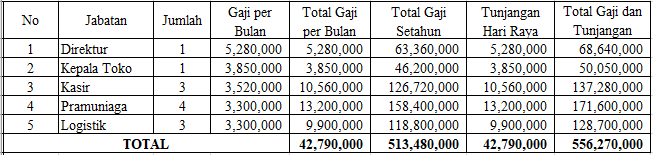 No Jabatan Jumlah Gaji per Bulan Total Gaji per Bulan Total Gaji Setahun Tunjangan Hari Raya Total Gaji dan Tunjangan
1 Direktur 1 5,280,000 5,280,000 63,360,000 5,280,000 68,640,000
2 Kepala Toko 1 3,850,000 3,850,000 46,200,000 3,850,000 50,050,000
3 Kasir 3 3,520,000 10,560,000 126,720,000 10,560,000 137,280,000
4 Pramuniaga 4 3,300,000 13,200,000 158,400,000 13,200,000 171,600,000
5 Logistik 3 3,300,000 9,900,000 118,800,000 9,900,000 128,700,000
TOTAL 42,790,000 513,480,000 42,790,000 556,270,000